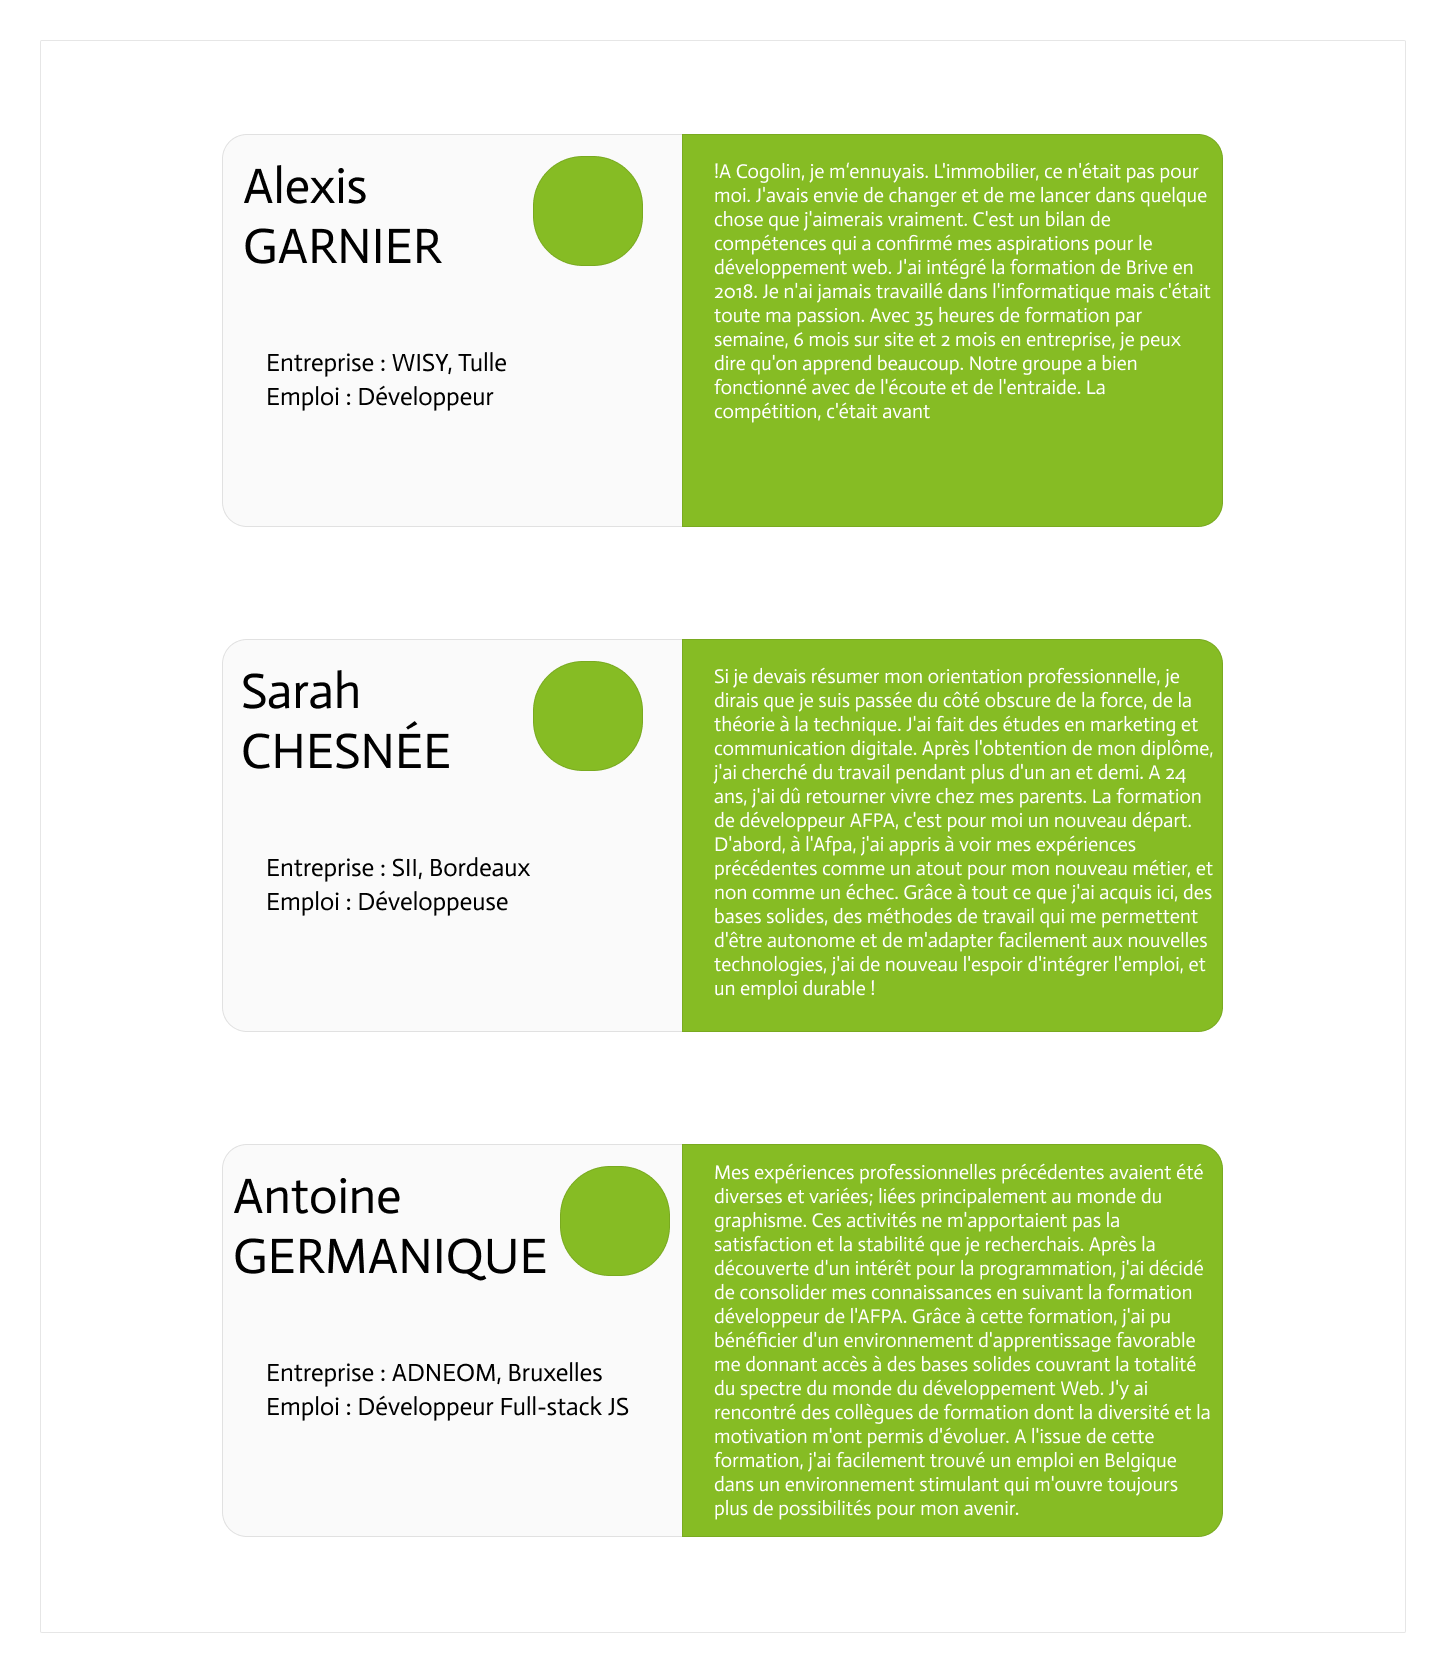 Alexis
GARNIER
Entreprise : WISY, Tulle
Emploi : Développeur
!A Cogolin, je m’ennuyais. L'immobilier, ce n'était pas pour
moi. J'avais envie de changer et de me lancer dans quelque
chose que j'aimerais vraiment. C'est un bilan de
compétences qui a confirmé mes aspirations pour le
développement web. J'ai intégré la formation de Brive en
2018. Je n'ai jamais travaillé dans l'informatique mais c'était
toute ma passion. Avec 35 heures de formation par
semaine, 6 mois sur site et 2 mois en entreprise, je peux
dire qu'on apprend beaucoup. Notre groupe a bien
fonctionné avec de l'écoute et de l'entraide. La
compétition, c'était avant
Sarah
CHESNÉE
Entreprise : SII, Bordeaux
Emploi : Développeuse
Si je devais résumer mon orientation professionnelle, je
dirais que je suis passée du côté obscure de la force, de la
théorie à la technique. J'ai fait des études en marketing et
communication digitale. Après l'obtention de mon diplôme,
j'ai cherché du travail pendant plus d'un an et demi. A 24
ans, j'ai dû retourner vivre chez mes parents. La formation
de développeur AFPA, c'est pour moi un nouveau départ.
D'abord, à l'Afpa, j'ai appris à voir mes expériences
précédentes comme un atout pour mon nouveau métier, et
non comme un échec. Grâce à tout ce que j'ai acquis ici, des
bases solides, des méthodes de travail qui me permettent
d'être autonome et de m'adapter facilement aux nouvelles
technologies, j'ai de nouveau l'espoir d'intégrer l'emploi, et
un emploi durable !
Antoine
GERMANIQUE
Entreprise : ADNEOM, Bruxelles
Emploi : Développeur Full-stack JS
Mes expériences professionnelles précédentes avaient été
diverses et variées; liées principalement au monde du
graphisme. Ces activités ne m'apportaient pas la
satisfaction et la stabilité que je recherchais. Après la
découverte d'un intérêt pour la programmation, j'ai décidé
de consolider mes connaissances en suivant la formation
développeur de l'AFPA. Grâce à cette formation, j'ai pu
bénéficier d'un environnement d'apprentissage favorable
me donnant accès à des bases solides couvrant la totalité
du spectre du monde du développement Web. J'y ai
rencontré des collègues de formation dont la diversité et la
motivation m'ont permis d'évoluer. A l'issue de cette
formation, j'ai facilement trouvé un emploi en Belgique
dans un environnement stimulant qui m'ouvre toujours
plus de possibilités pour mon avenir.